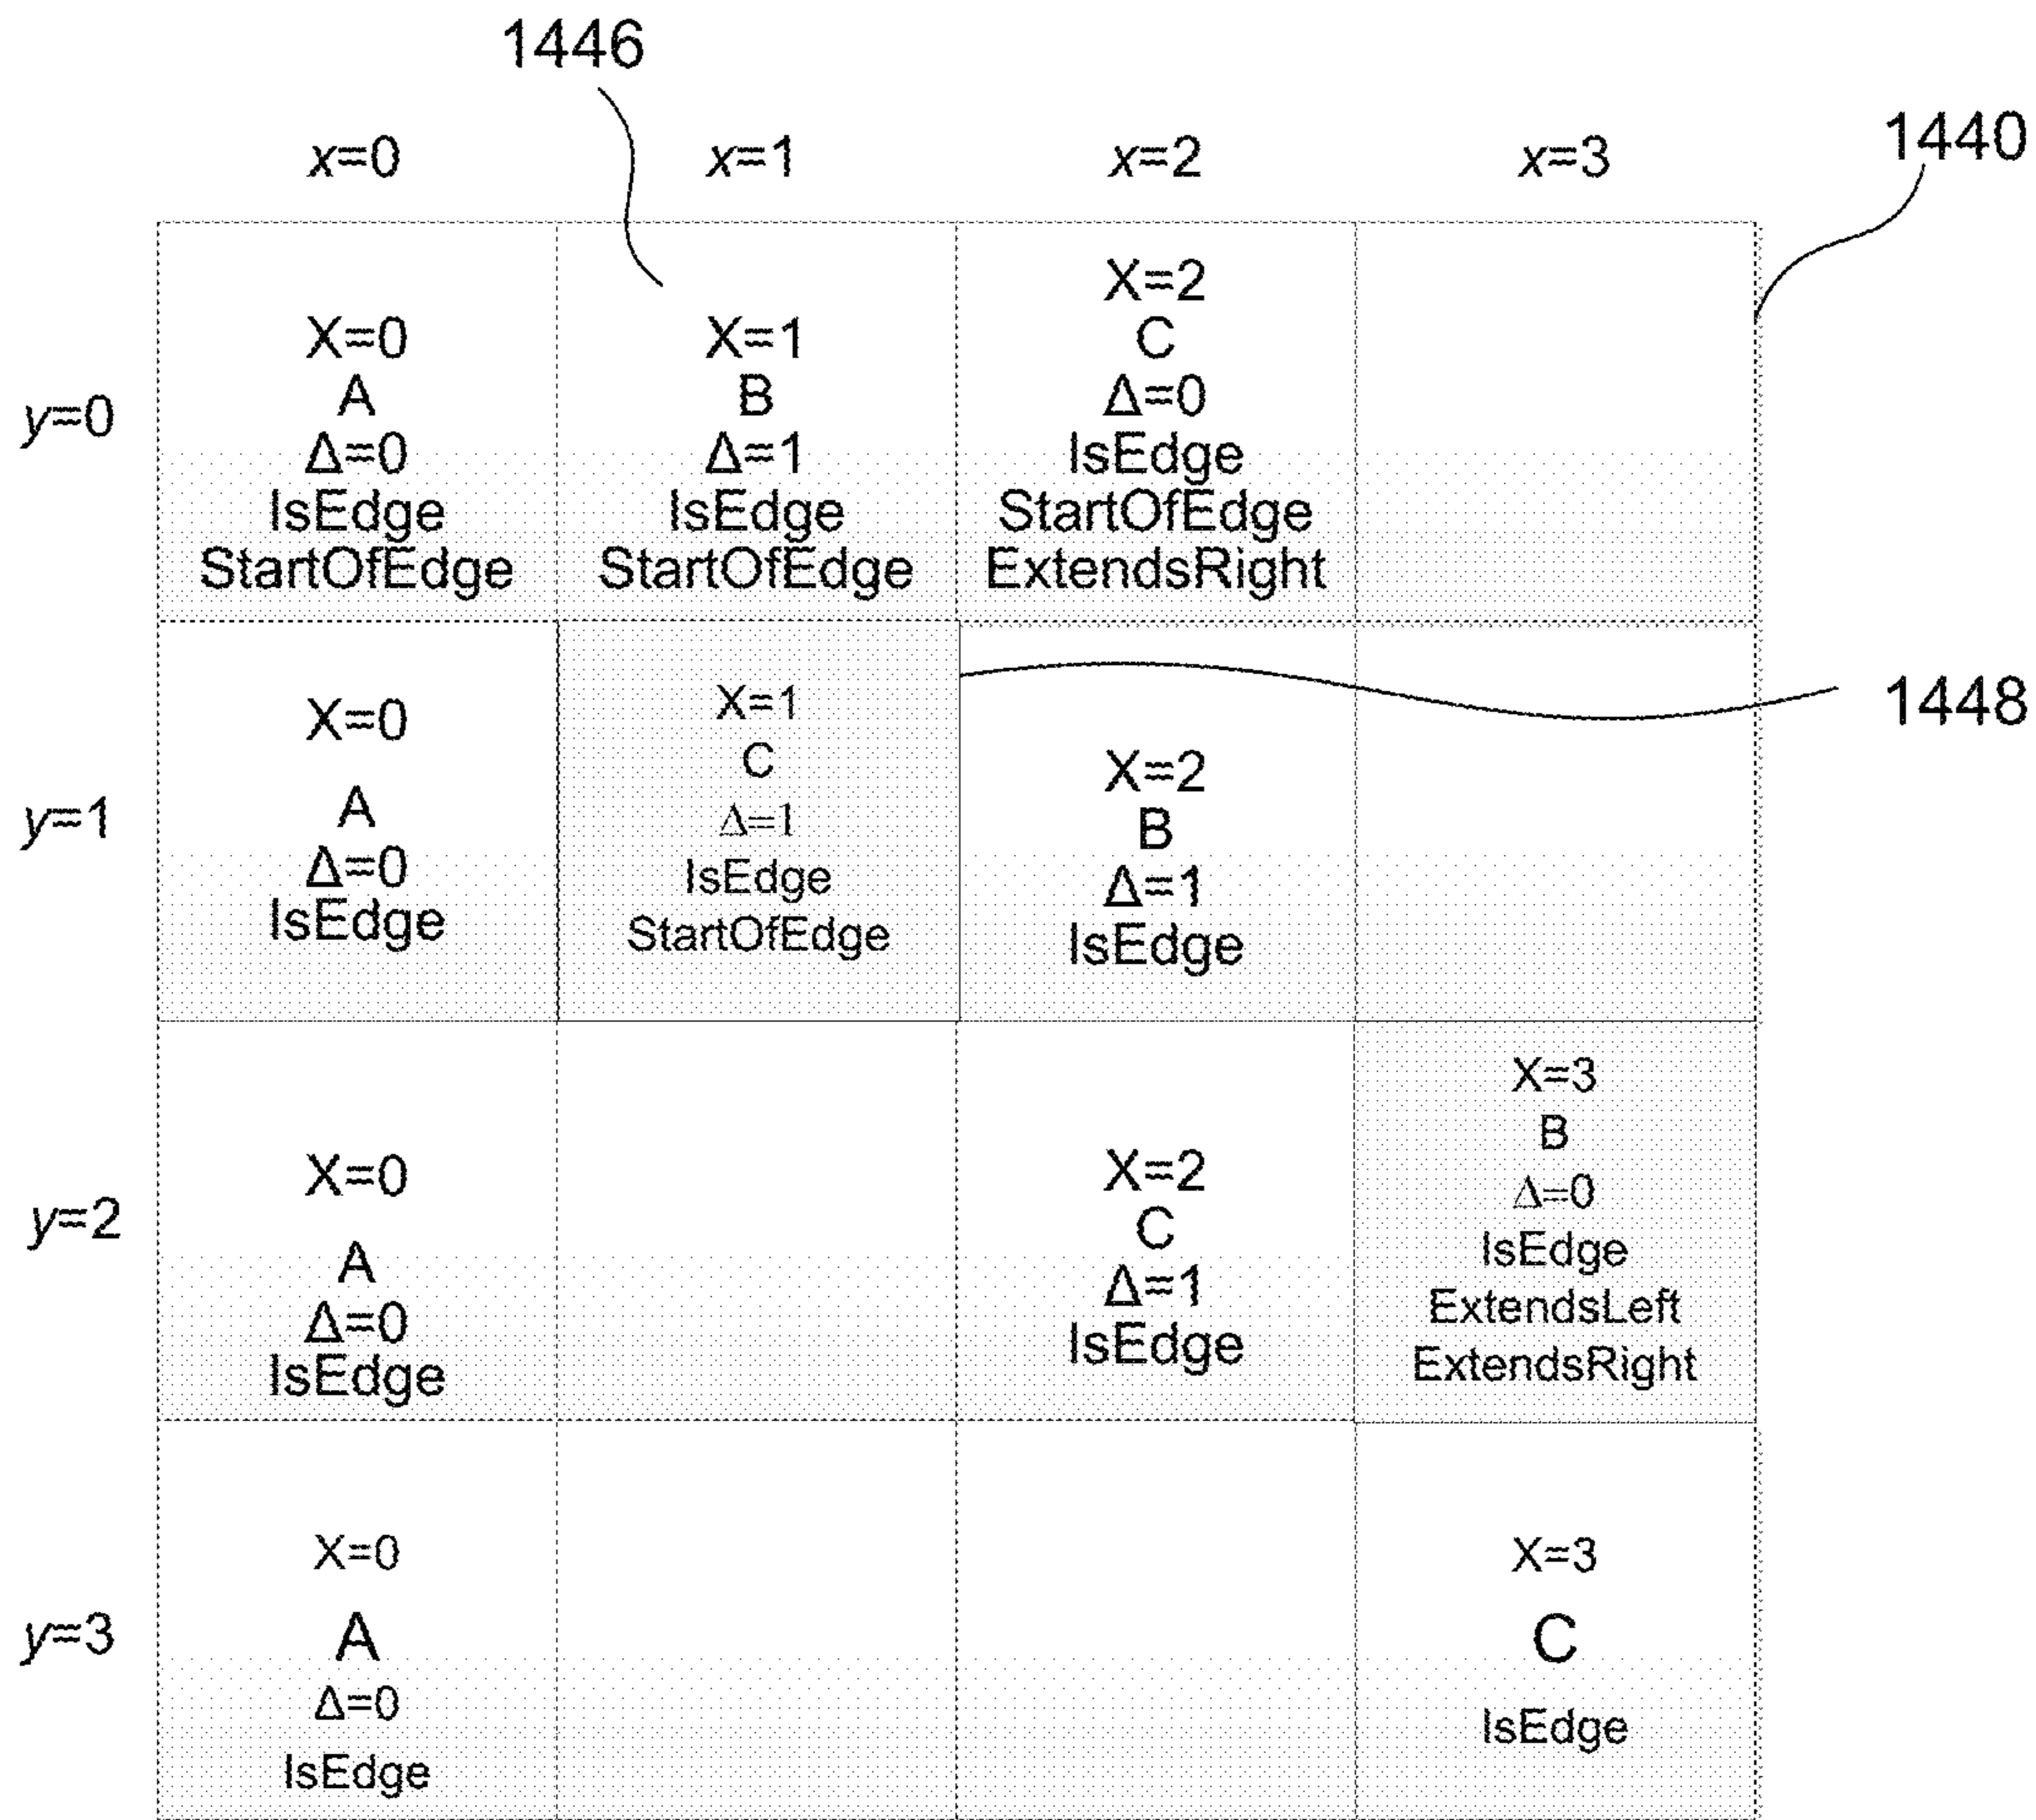 1446
1440
x=0 x=1 x=2 x=3
y=0
X=0
A
Δ=0
IsEdge
StartOfEdge
X=1
B
Δ=1
IsEdge
StartOfEdge
X=2
C
Δ=0
IsEdge
StartOfEdge
ExtendsRight
1448
y=1
X=0
A
Δ=0
IsEdge
X=1
C
Δ=1
IsEdge
StartOfEdge
X=2
B
Δ=1
IsEdge
y=2
X=0
A
Δ=0
IsEdge
X=2
C
Δ=1
IsEdge
X=3
B
Δ=0
IsEdge
ExtendsLeft
ExtendsRight
y=3
X=0
A
Δ=0
IsEdge
X=3
C
IsEdge